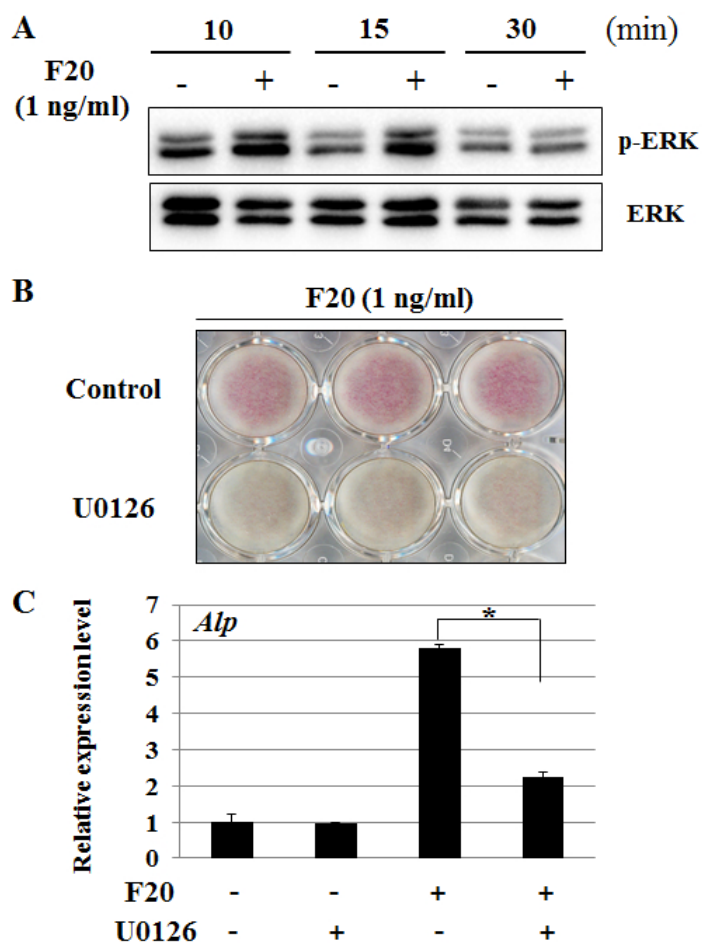 A
10 15 30 (min)
F20
(1 ng/ml)
- + - + - +
p-ERK
ERK
B
F20 (1 ng/ml)
Control
U0126
C
Relative expression level
7
6
5
4
3
2
1
0
Alp
*
F20 - - + +
U0126 - + - +